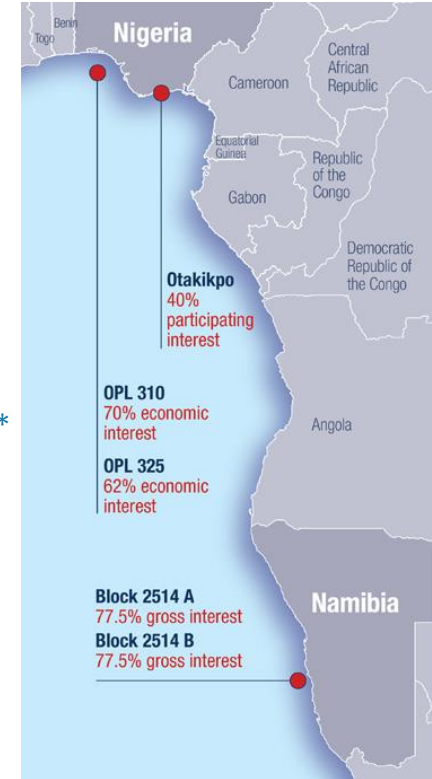 Benin
Togo
Nigeria
Central
African
Republic
Cameroon
Equatorial
Guinea
Republic
of the
Congo
Gabon
Democratic
Republic of
the Congo
Otakikpo
40%
participating
interest
OPL 310
70% economic
interest
*
Angola
OPL 325
62% economic
interest
Block 2514 A
77.5% gross interest
Namibia
Block 2514 B
77.5% gross interest